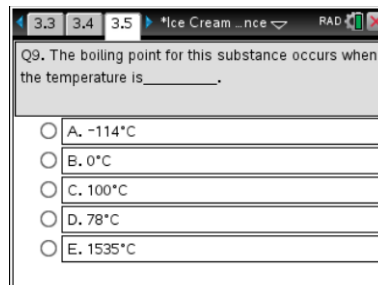 3.3 3.4 3.5 *Ice Cream …nce RAD
Q9. The boiling point for this substance occurs when
the temperature is________.
A. -114°C
B. 0°C
C. 100°C
D. 78°C
E. 1535°C